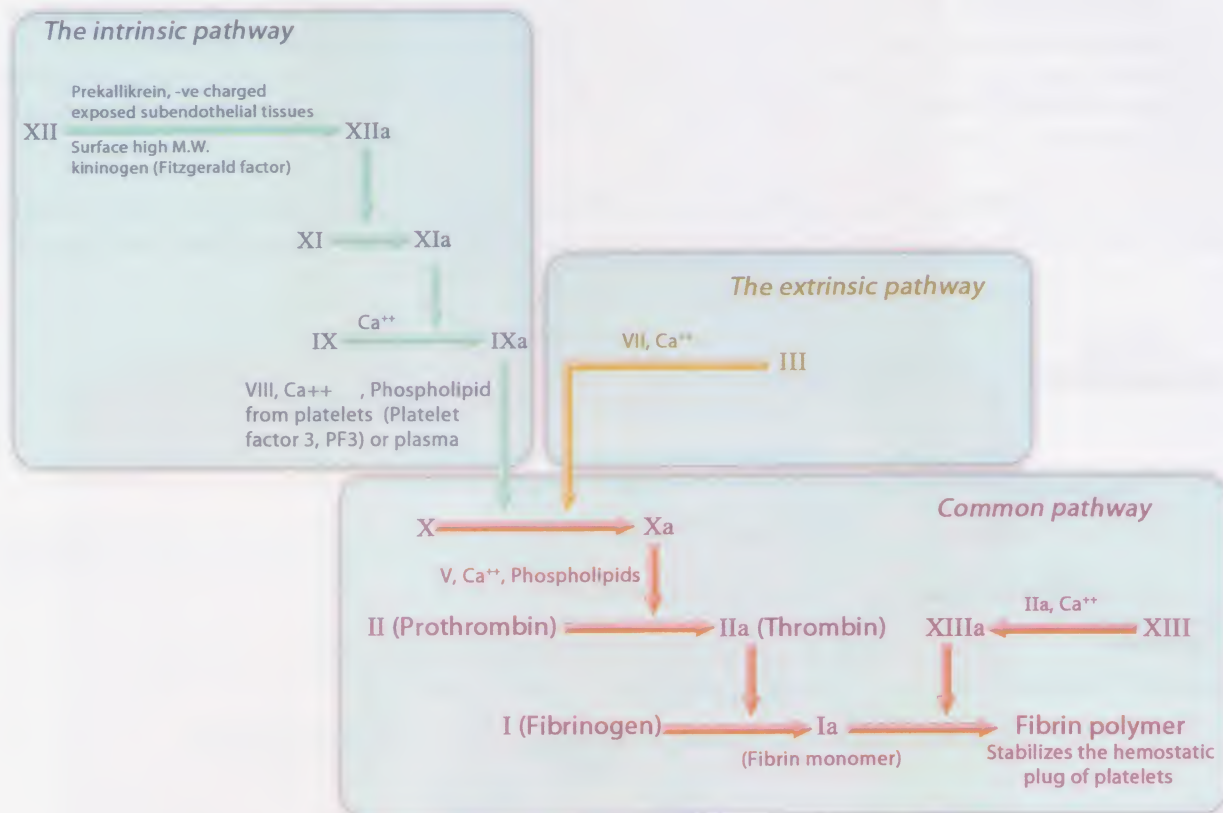 The intrinsic pathway
Prekallikrein, -ve charged
exposed subendothelial tissues
XII
XIIa
Surface high M.W.
kininogen (Fitzgerald factor)
XI
XIa
Ca⁺⁺
IX
IXa
VIII, Ca++ , Phospholipid
from platelets (Platelet
factor 3, PF3) or plasma
The extrinsic pathway
VII, Ca⁺⁺
III
Common pathway
X
Xa
V, Ca⁺⁺, Phospholipids
IIa, Ca⁺⁺
II (Prothrombin)
IIa (Thrombin)
XIIIa
XIII
I (Fibrinogen)
Ia
Fibrin polymer
(Fibrin monomer)
Stabilizes the hemostatic
plug of platelets